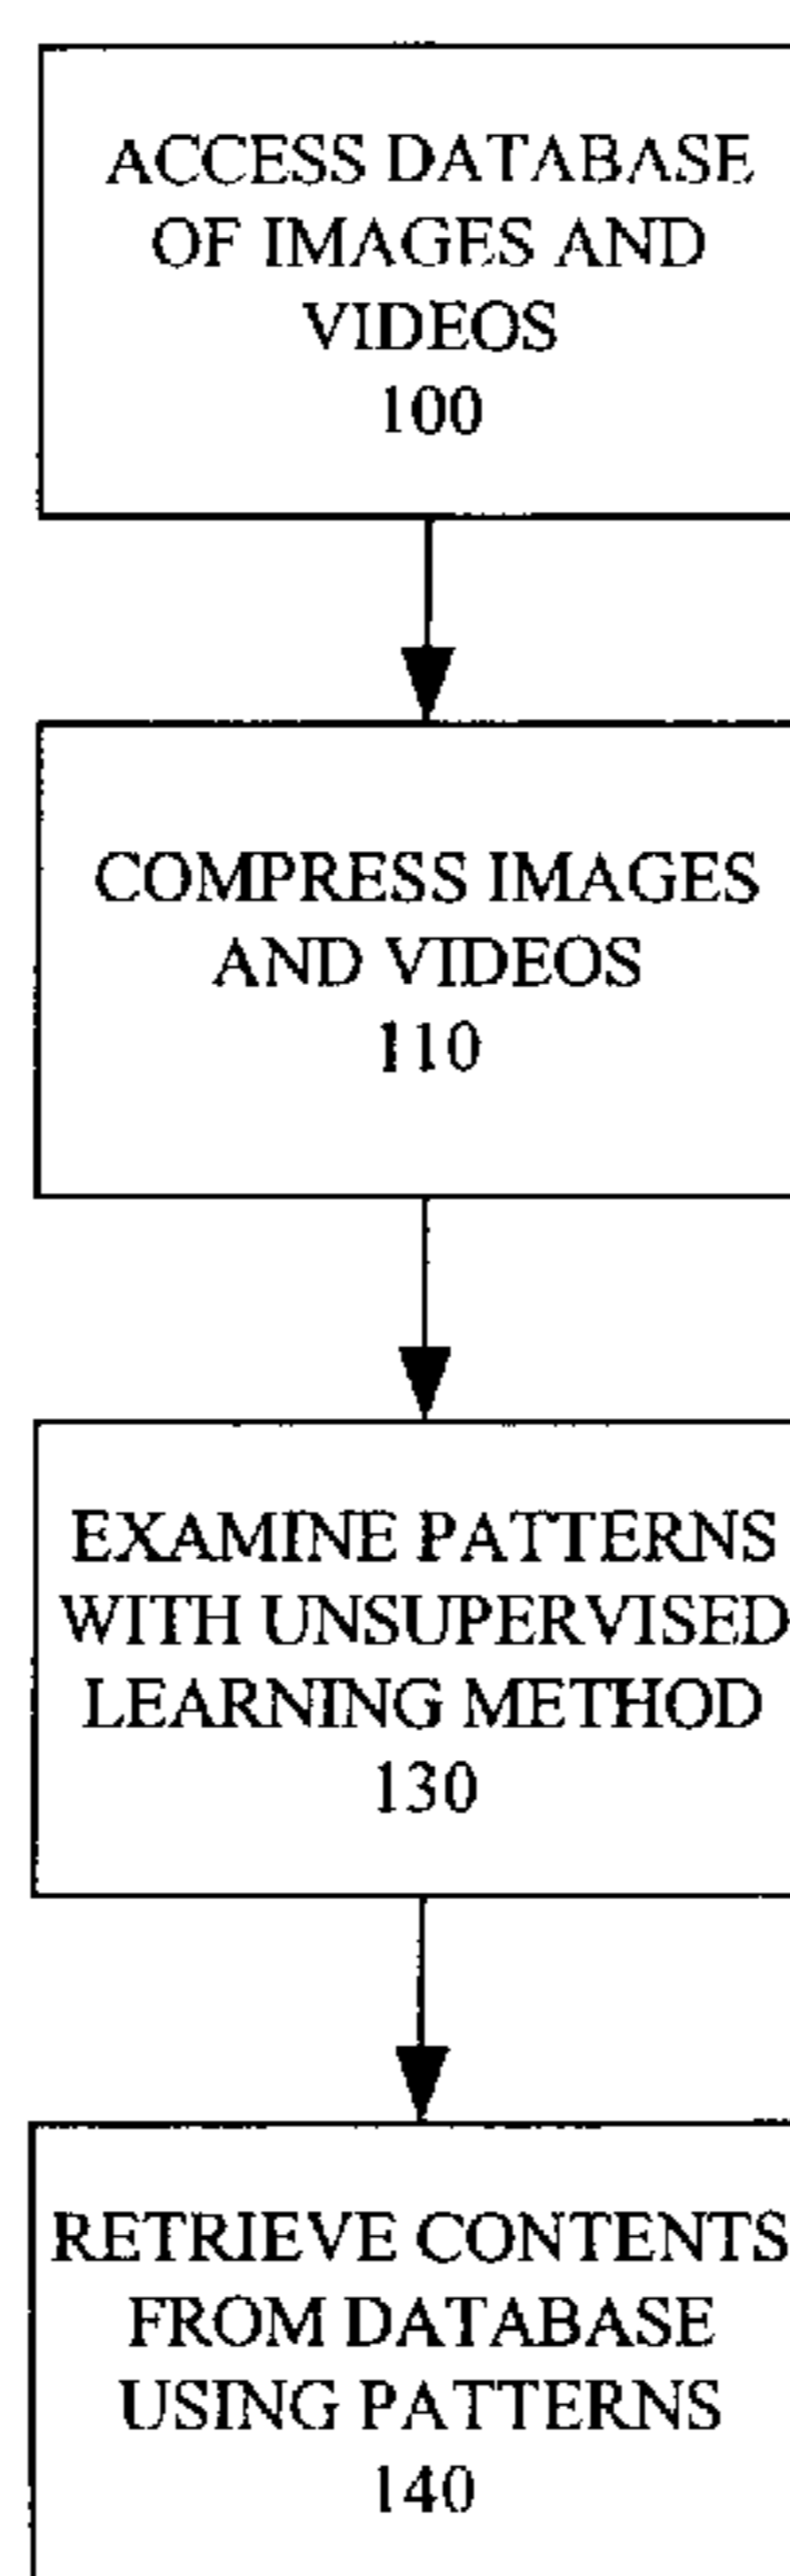 ACCESS DATABASE
OF IMAGES AND
VIDEOS
100
COMPRESS IMAGES
AND VIDEOS
110
EXAMINE PATTERNS
WITH UNSUPERVISED
LEARNING METHOD
130
RETRIEVE CONTENTS
FROM DATABASE
USING PATTERNS
140